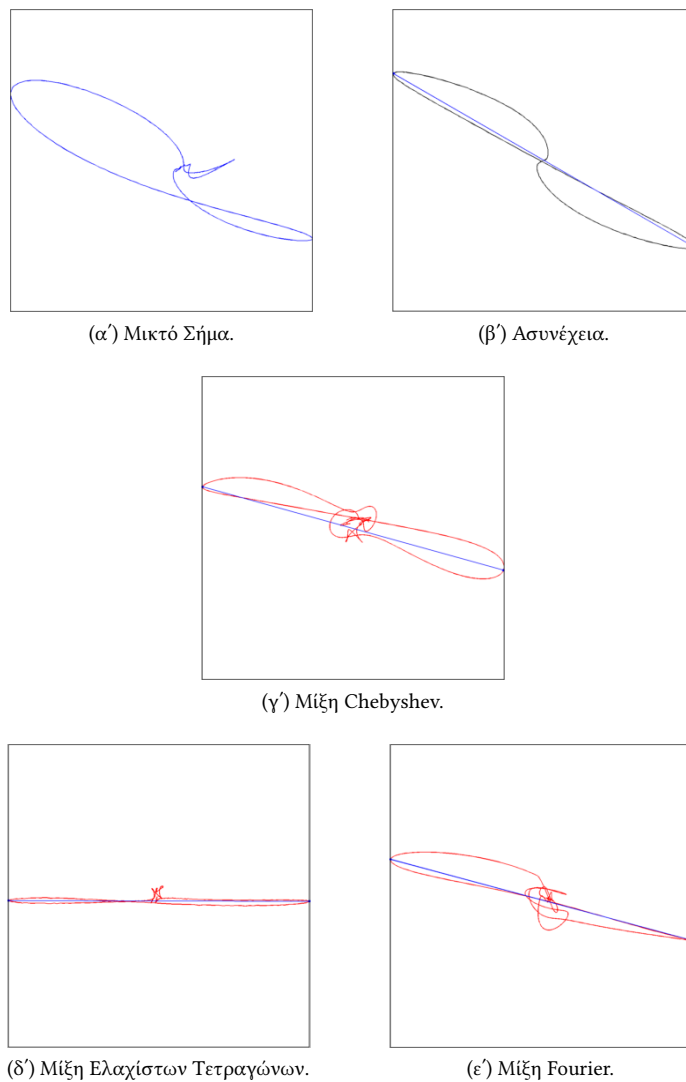 (α′) Μικτό Σήμα.
(β′) Ασυνέχεια.
(γ′) Μίξη Chebyshev.
(δ′) Μίξη Ελαχίστων Τετραγώνων.
(ε′) Μίξη Fourier.